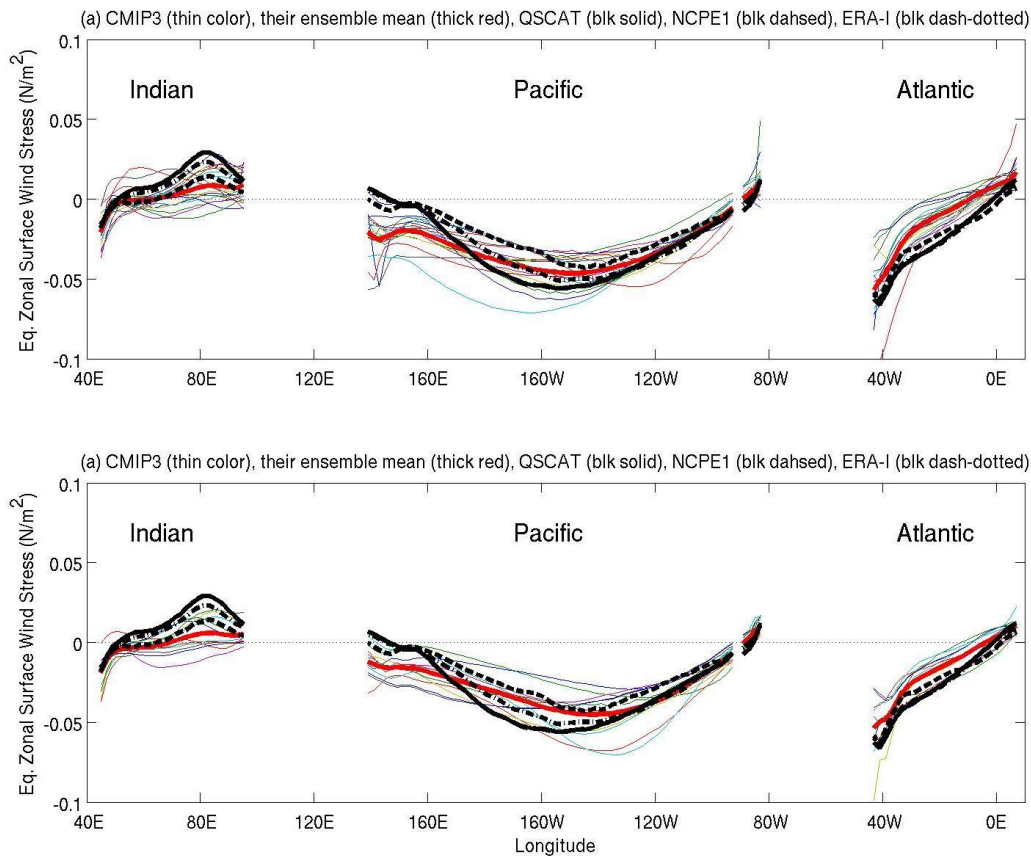 (a) CMIP3 (thin color), their ensemble mean (thick red), QSCAT (blk solid), NCPE1 (blk dahsed), ERA-I (blk dash-dotted)
Eq. Zonal Surface Wind Stress (N/m²)
0.1
0.05
0
-0.05
-0.1
Indian
Pacific
Atlantic
40E 80E 120E 160E 160W 120W 80W 40W 0E
(a) CMIP3 (thin color), their ensemble mean (thick red), QSCAT (blk solid), NCPE1 (blk dahsed), ERA-I (blk dash-dotted)
Eq. Zonal Surface Wind Stress (N/m²)
0.1
0.05
0
-0.05
-0.1
Indian
Pacific
Atlantic
40E 80E 120E 160E 160W 120W 80W 40W 0E
Longitude